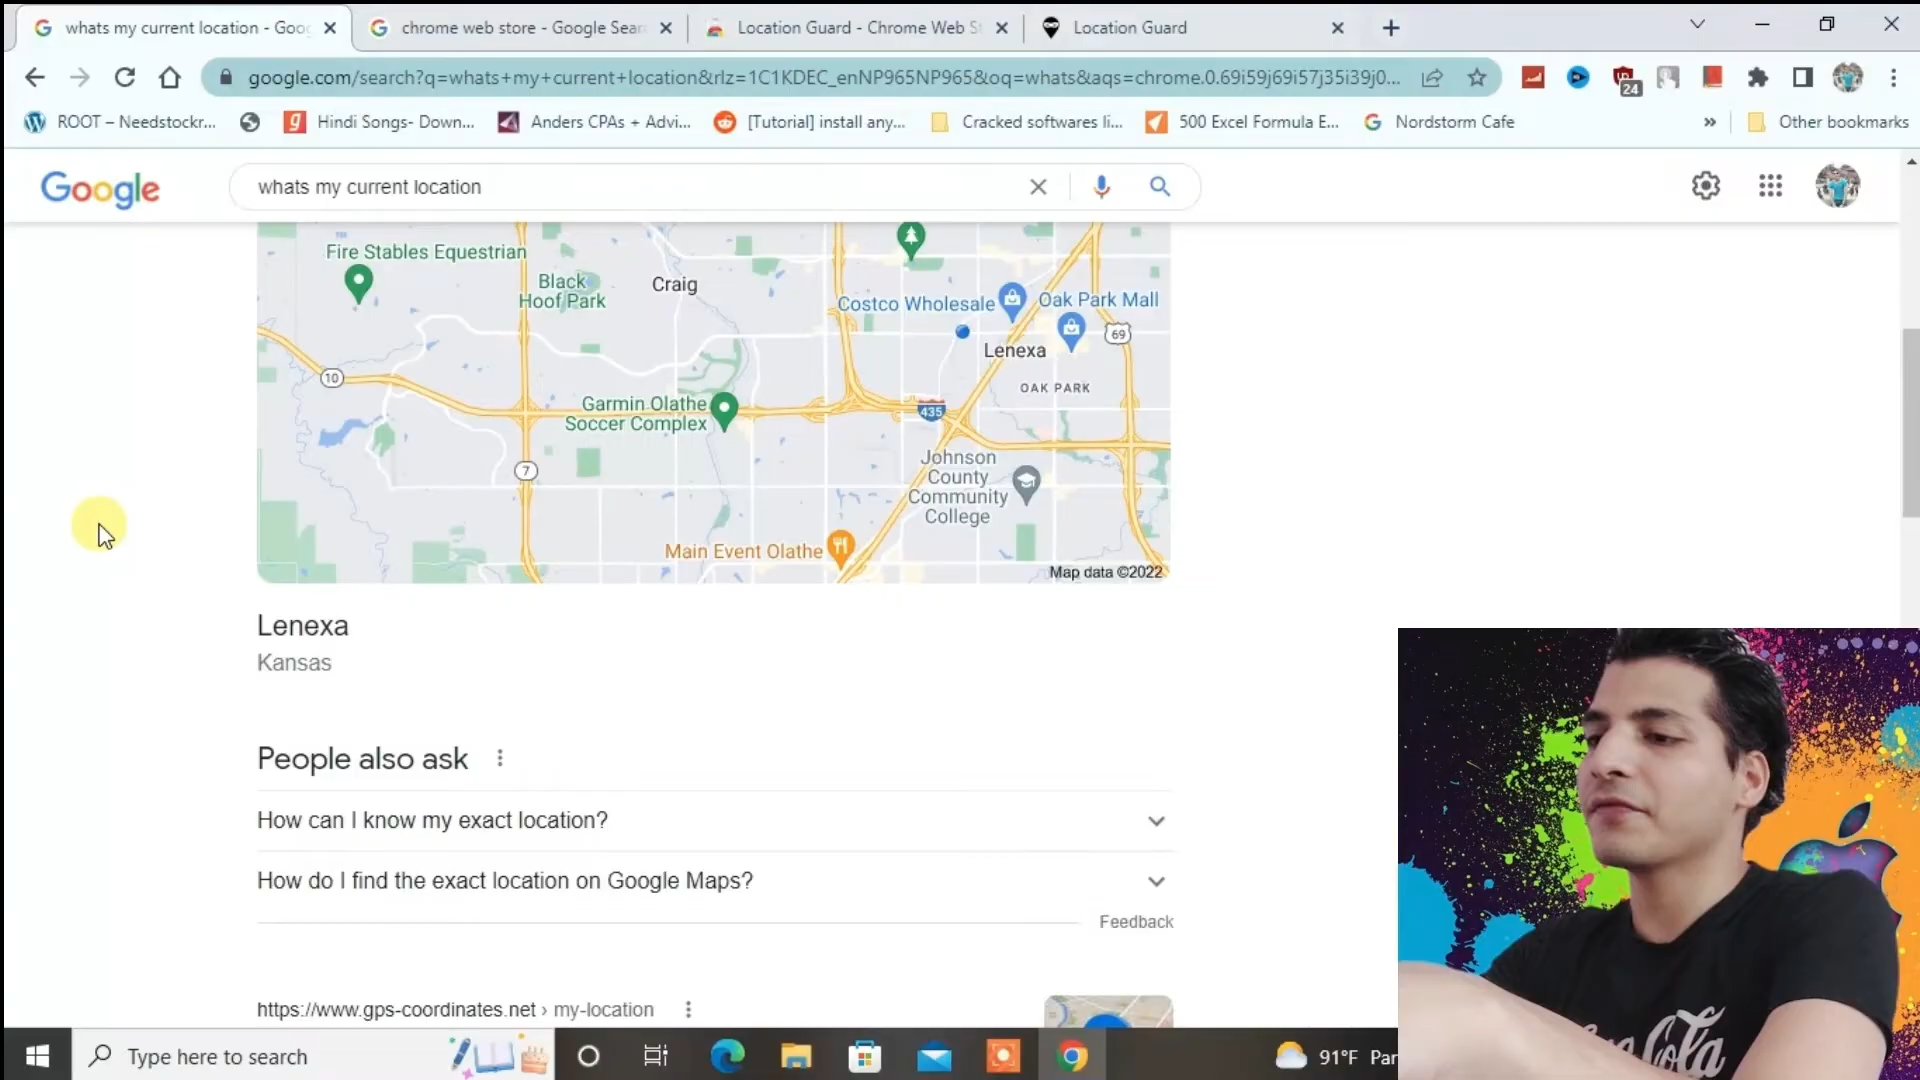 whats my current location - Goog
chrome web store - Google Sear
Location Guard - Chrome Web St
Location Guard
google.com/search?q=whats+my+current+location&rlz=1C1KDEC_enNP965NP965&oq=whats&aqs=chrome.0.69i59j69i57j35i39j0...
24
ROOT – Needstockr...
Hindi Songs- Down...
Anders CPAs + Advi...
[Tutorial] install any...
Cracked softwares li...
500 Excel Formula E...
Nordstorm Cafe
»
Other bookmarks
Google
whats my current location
Fire Stables Equestrian
Black
Hoof Park
Craig
Costco Wholesale
Oak Park Mall
69
Lenexa
10
OAK PARK
Garmin Olathe
Soccer Complex
435
7
Johnson
County
Community
College
Main Event Olathe
Map data ©2022
Lenexa
Kansas
People also ask
How can I know my exact location?
How do I find the exact location on Google Maps?
Feedback
https://www.gps-coordinates.net › my-location
Type here to search
91°F Par